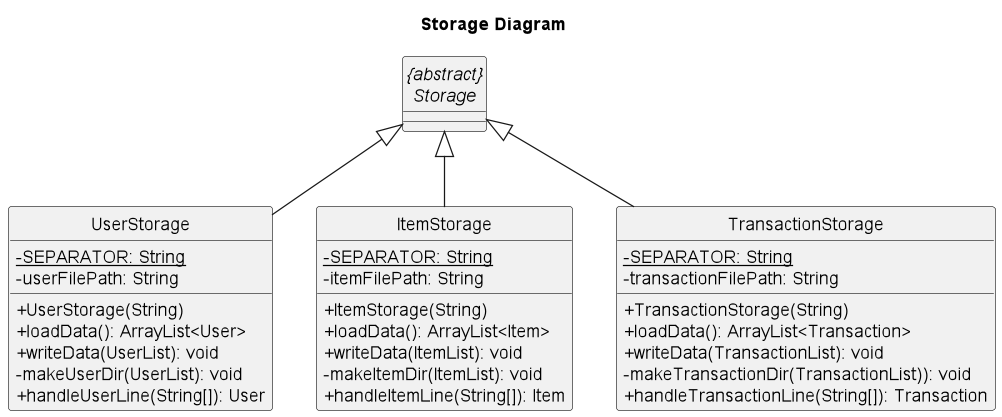 Storage Diagram
{abstract}
Storage
UserStorage
-SEPARATOR: String
-userFilePath: String
+UserStorage(String)
+loadData(): ArrayList<User>
+writeData(UserList): void
-makeUserDir(UserList): void
+handleUserLine(String[]): User
ItemStorage
-SEPARATOR: String
-itemFilePath: String
+ItemStorage(String)
+loadData(): ArrayList<Item>
+writeData(ItemList): void
-makeItemDir(ItemList): void
+handleItemLine(String[]): Item
TransactionStorage
-SEPARATOR: String
-transactionFilePath: String
+TransactionStorage(String)
+loadData(): ArrayList<Transaction>
+writeData(TransactionList): void
-makeTransactionDir(TransactionList)): void
+handleTransactionLine(String[]): Transaction